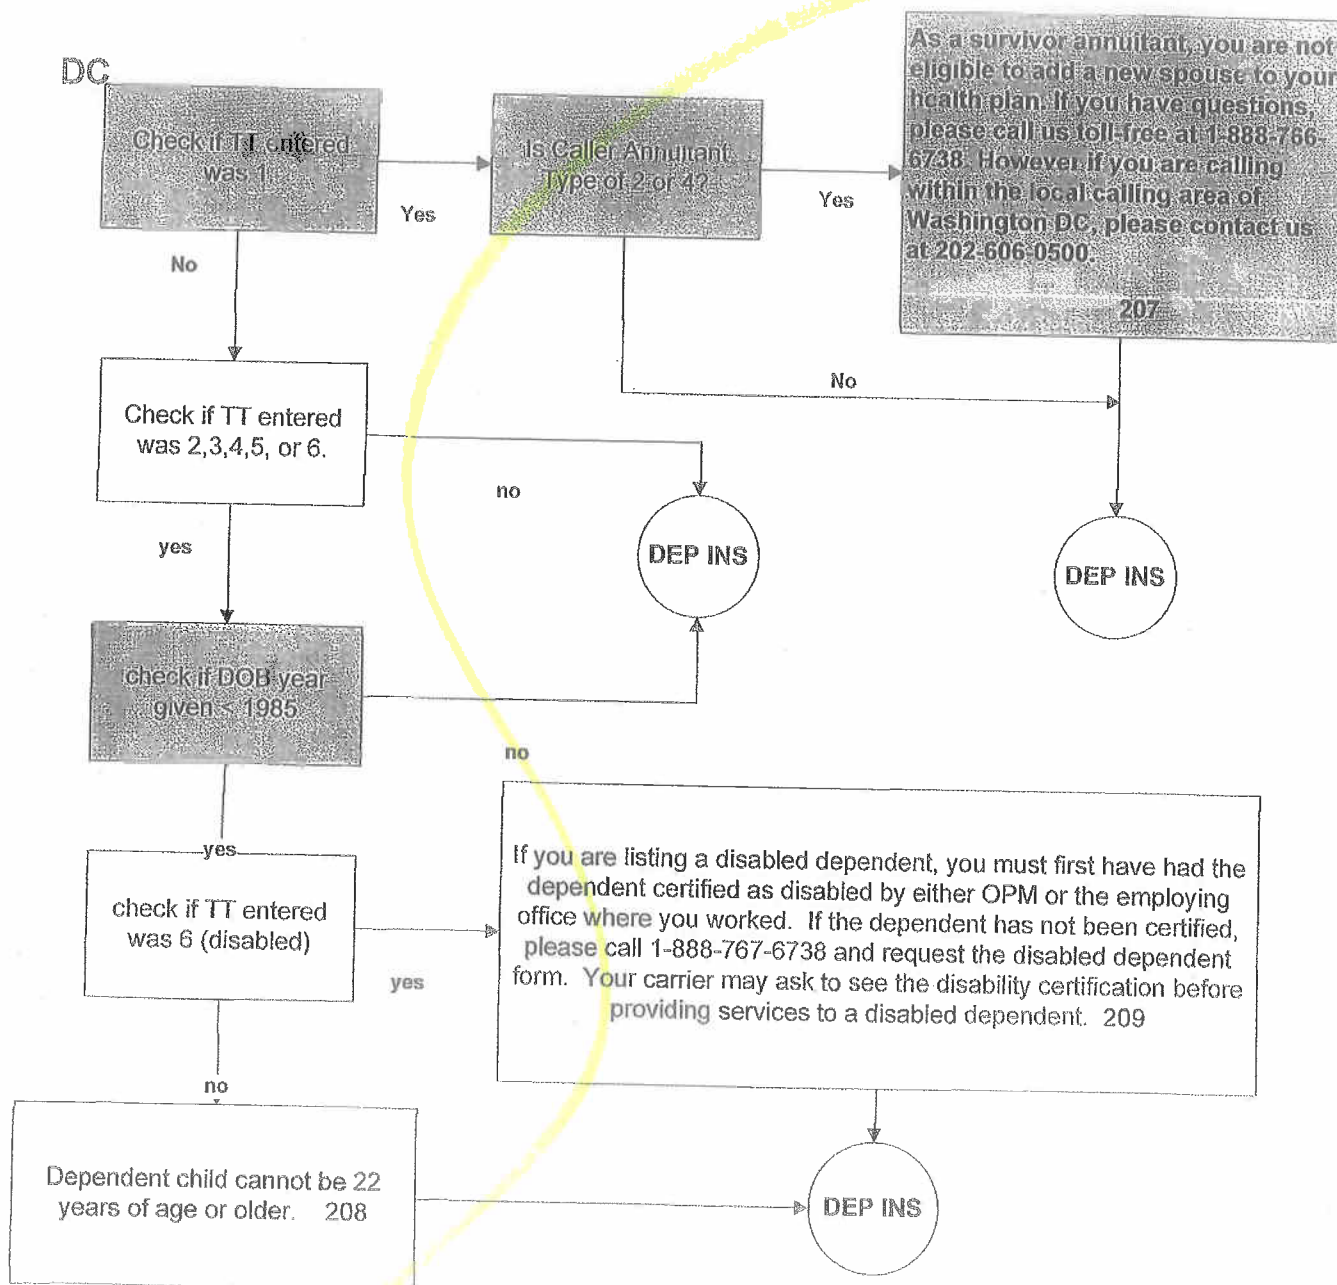 DC
Check if TT entered
was 1
Yes
No
Is Caller Annuitant
Type of 2 or 4?
Yes
No
As a survivor annuitant, you are not
eligible to add a new spouse to your
health plan. If you have questions,
please call us toll-free at 1-888-766-
6738. However if you are calling
within the local calling area of
Washington DC, please contact us
at 202-606-0500.
207
Check if TT entered
was 2,3,4,5, or 6.
no
yes
DEP INS
DEP INS
check if DOB year
given < 1985
no
yes
check if TT entered
was 6 (disabled)
yes
no
If you are listing a disabled dependent, you must first have had the
dependent certified as disabled by either OPM or the employing
office where you worked. If the dependent has not been certified,
please call 1-888-767-6738 and request the disabled dependent
form. Your carrier may ask to see the disability certification before
providing services to a disabled dependent. 209
Dependent child cannot be 22
years of age or older. 208
DEP INS